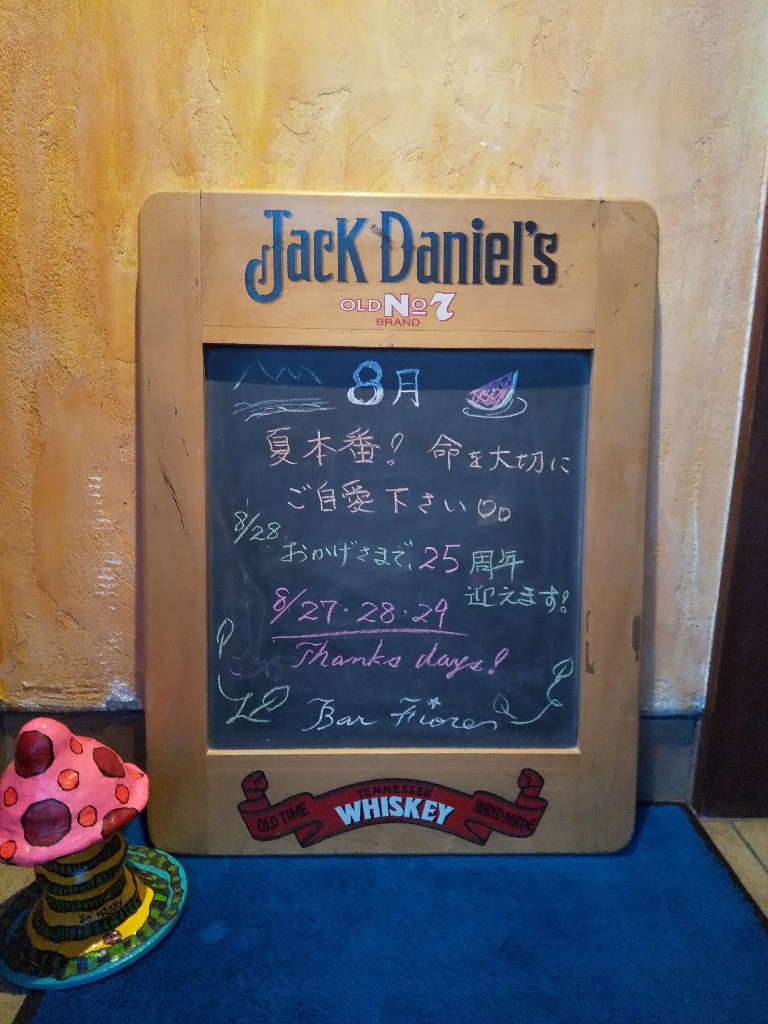 Jack Daniel's
OLD No 7
BRAND
8月
夏本番! 命を大切に
ご自愛下さい。
8/28
おかげさまで、25周年
迎えます!
8/27・28・29
Thanks days!
Bar Fiore
TENNESSEE
OLD TIME WHISKEY HAND MADE